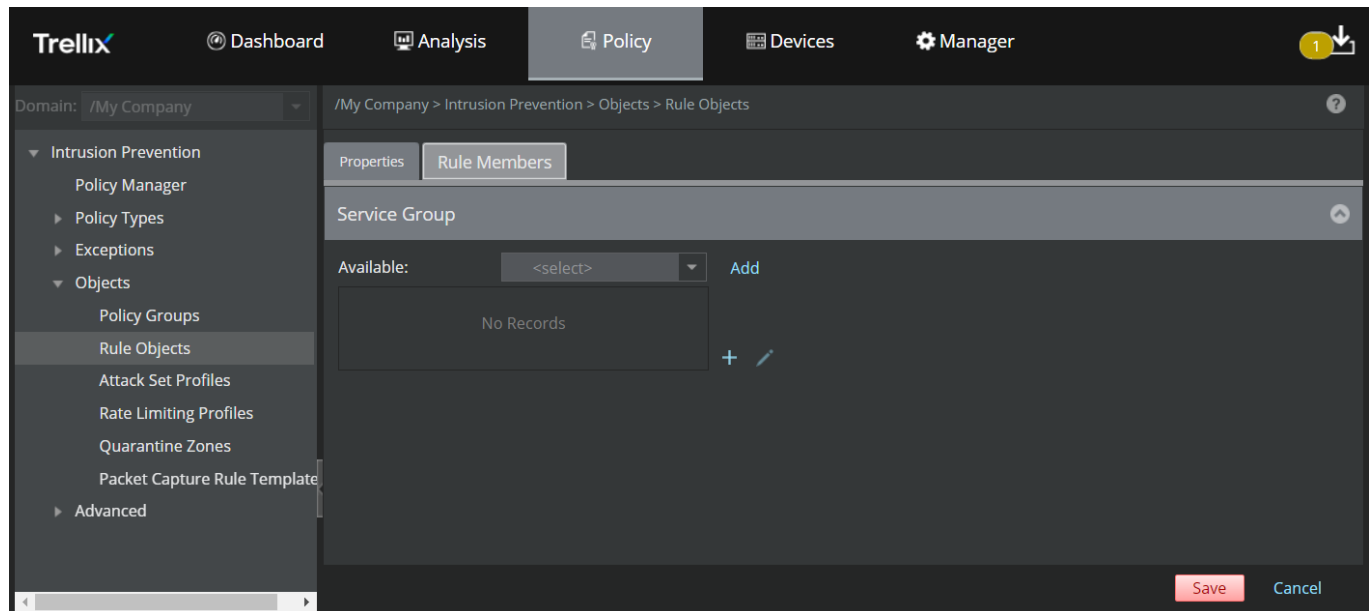 Trellix Dashboard Analysis Policy Devices Manager 1
Domain: /My Company /My Company > Intrusion Prevention > Objects > Rule Objects ?
Intrusion Prevention
Policy Manager
Policy Types
Exceptions
Objects
Policy Groups
Rule Objects
Attack Set Profiles
Rate Limiting Profiles
Quarantine Zones
Packet Capture Rule Template
Advanced
Properties Rule Members
Service Group
Available: <select> Add
No Records
+
Save Cancel